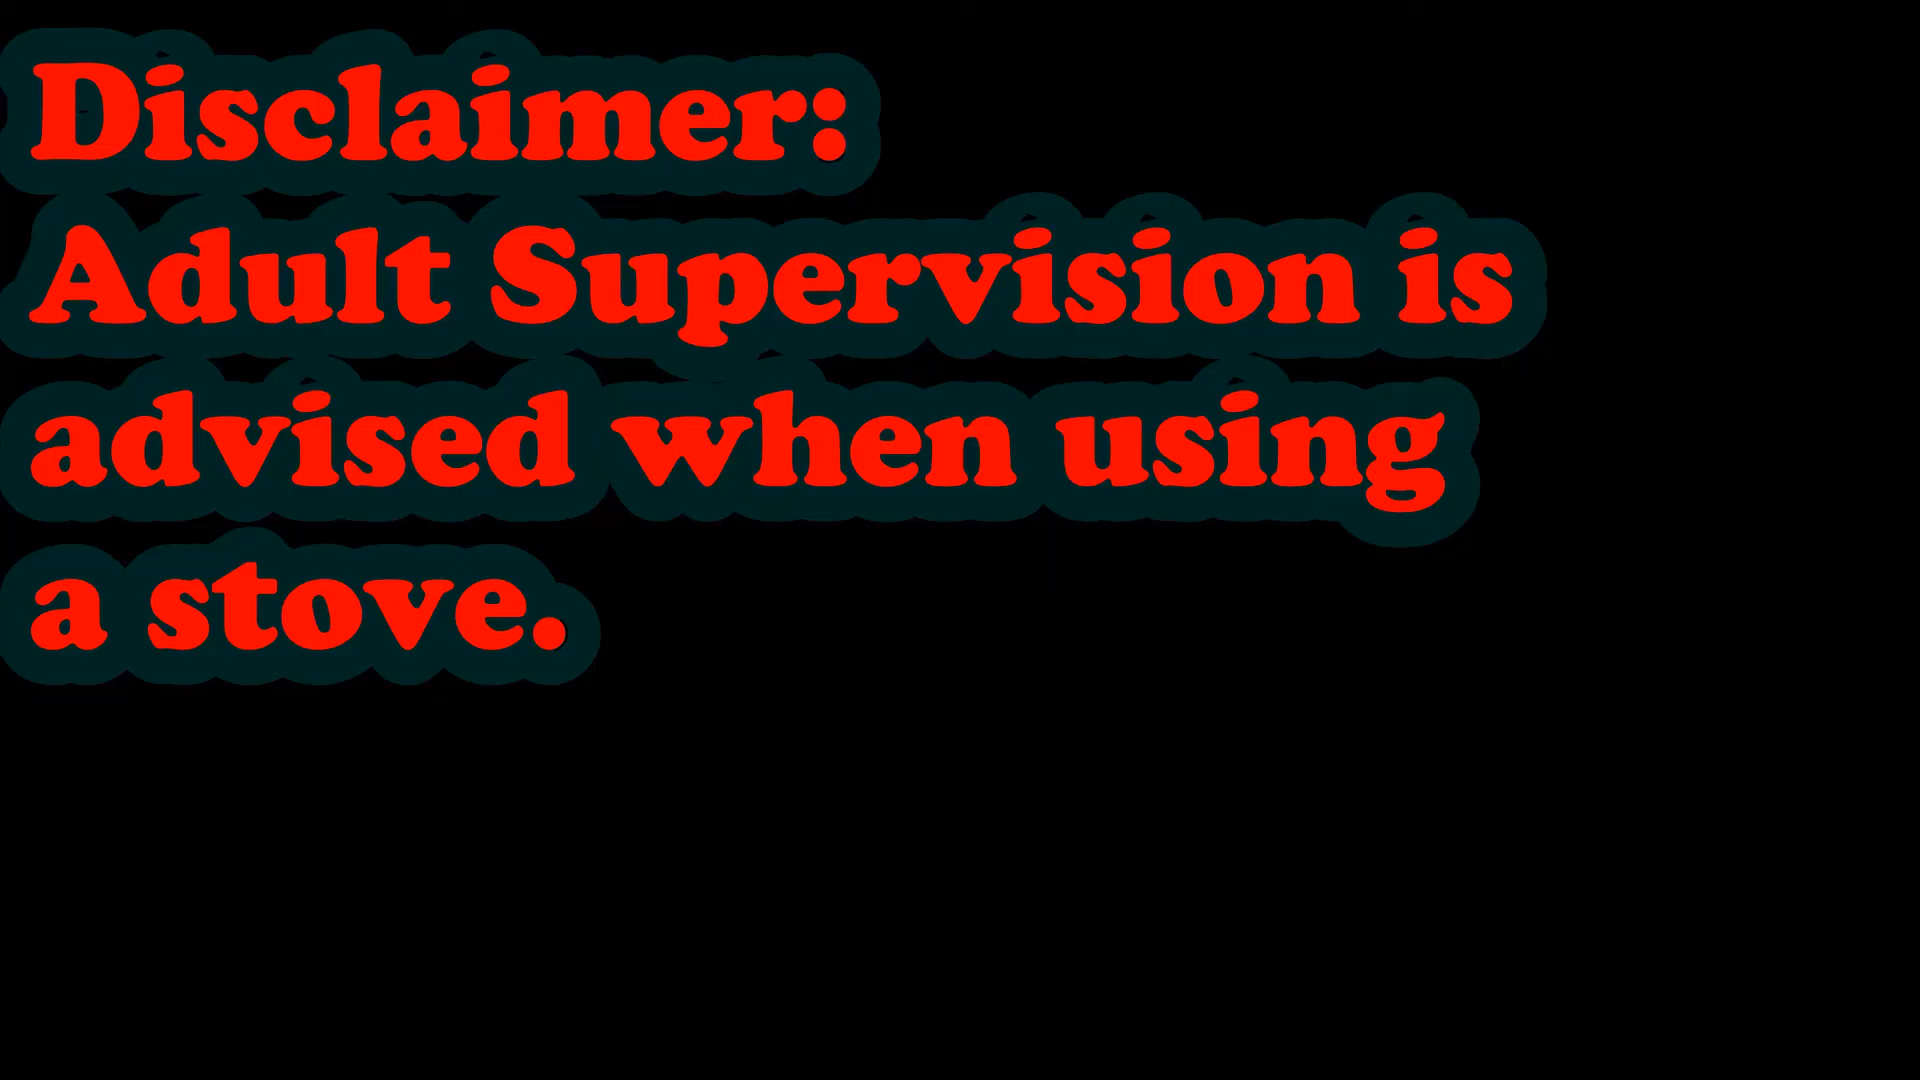 Disclaimer:
Adult Supervision is
advised when using
a stove.